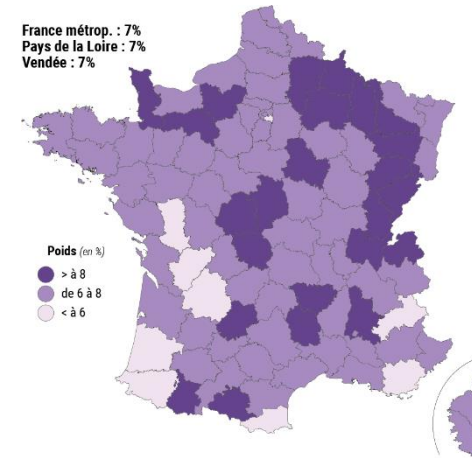 France métrop. : 7%
Pays de la Loire : 7%
Vendée : 7%
Poids (en %)
> à 8
de 6 à 8
< à 6